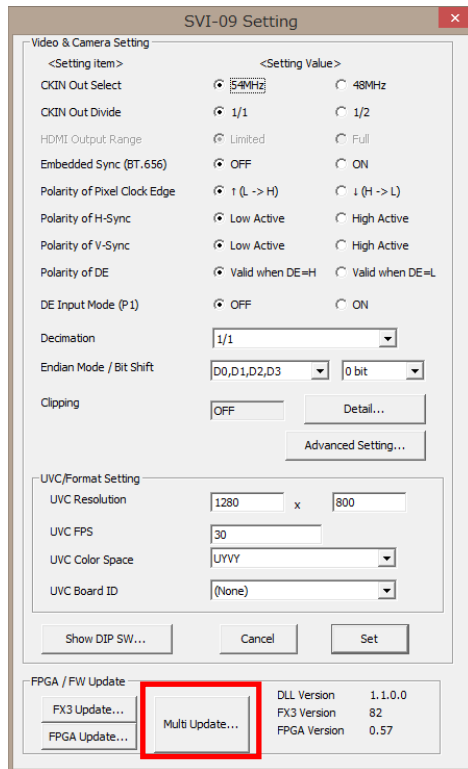 SVI-09 Setting
Video & Camera Setting
<Setting item> <Setting Value>
CKIN Out Select 54MHz 48MHz
CKIN Out Divide 1/1 1/2
HDMI Output Range Limited Full
Embedded Sync (BT.656) OFF ON
Polarity of Pixel Clock Edge ↑ (L -> H) ↓ (H -> L)
Polarity of H-Sync Low Active High Active
Polarity of V-Sync Low Active High Active
Polarity of DE Valid when DE=H Valid when DE=L
DE Input Mode (P1) OFF ON
Decimation 1/1
Endian Mode / Bit Shift D0,D1,D2,D3 0 bit
Clipping OFF Detail...
Advanced Setting...
UVC/Format Setting
UVC Resolution 1280 x 800
UVC FPS 30
UVC Color Space UYVY
UVC Board ID (None)
Show DIP SW... Cancel Set
FPGA / FW Update
FX3 Update... Multi Update... DLL Version 1.1.0.0
FX3 Version 82
FPGA Update... FPGA Version 0.57